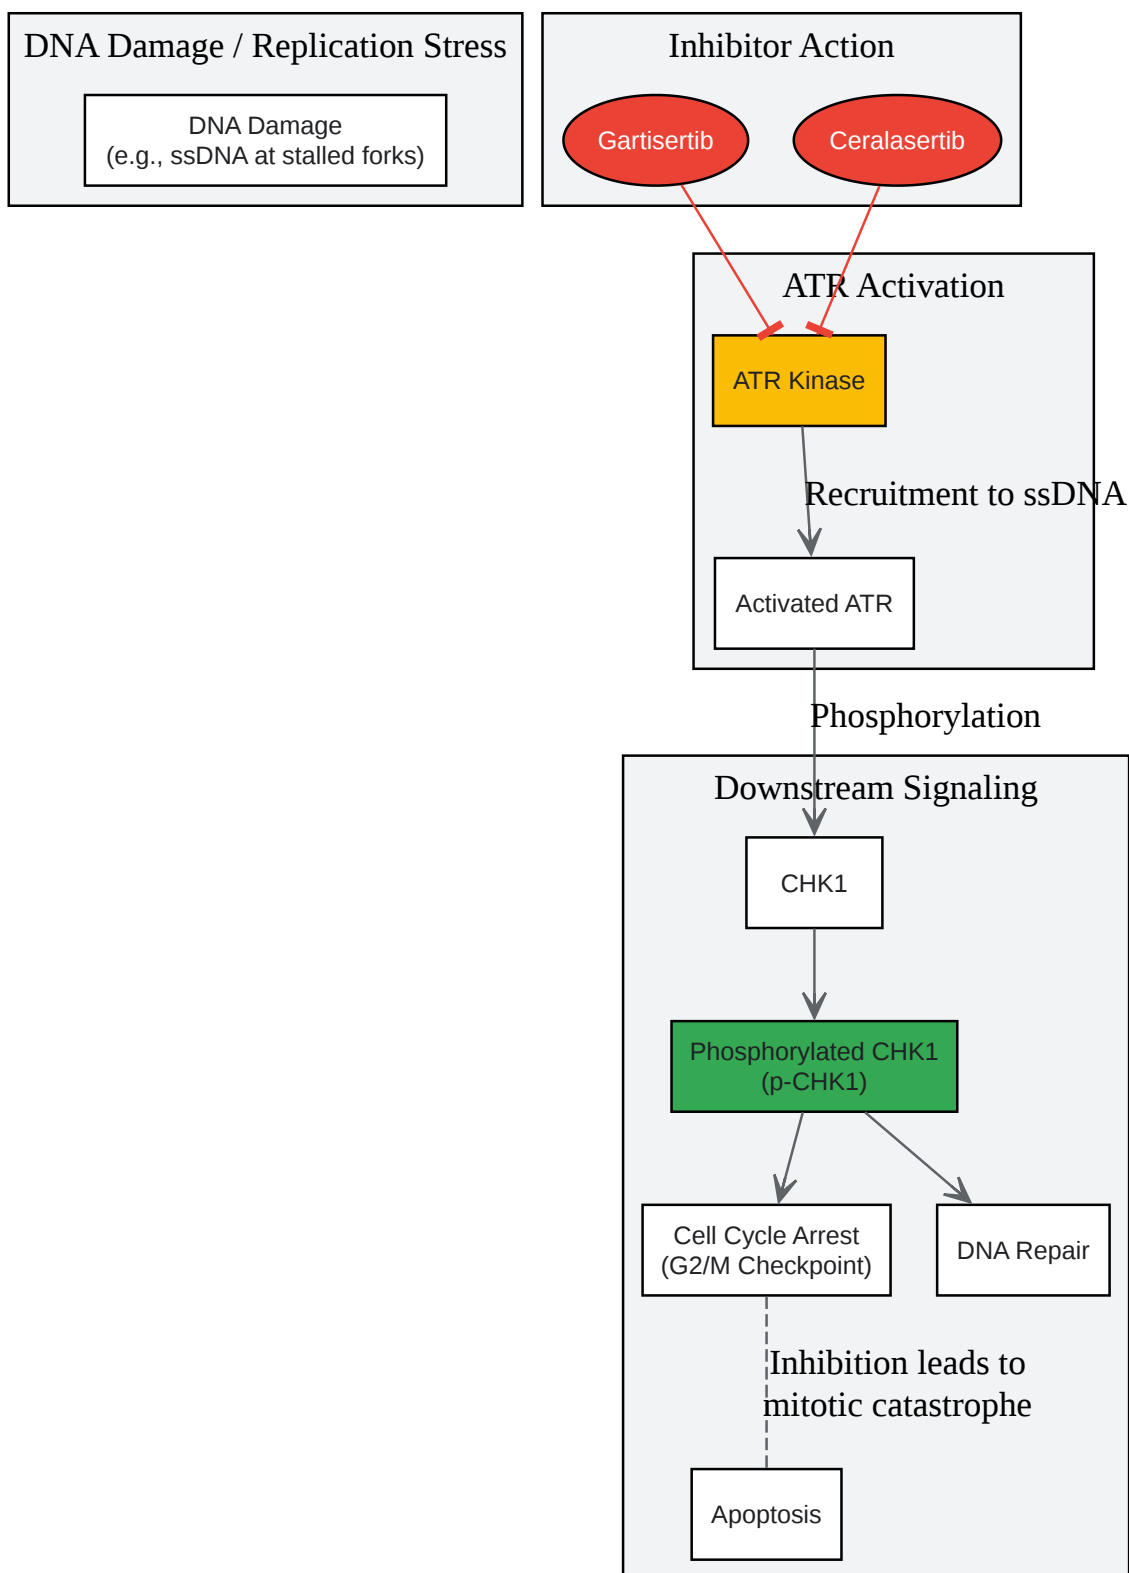 DNA Damage / Replication Stress
DNA Damage
(e.g., ssDNA at stalled forks)
Inhibitor Action
Gartisertib
Ceralasertib
ATR Activation
ATR Kinase
Recruitment to ssDNA
Activated ATR
Phosphorylation
Downstream Signaling
CHK1
Phosphorylated CHK1
(p-CHK1)
Cell Cycle Arrest
(G2/M Checkpoint)
DNA Repair
Inhibition leads to
mitotic catastrophe
Apoptosis